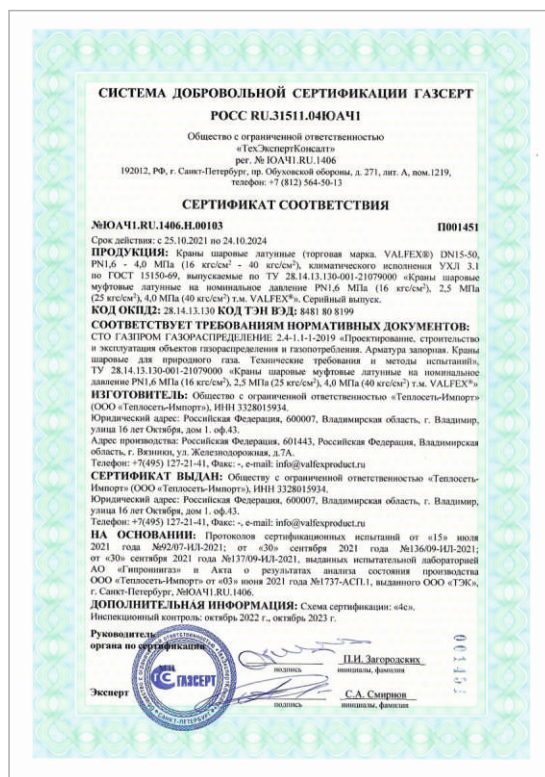 СИСТЕМА ДОБРОВОЛЬНОЙ СЕРТИФИКАЦИИ ГАЗСЕРТ
РОСС RU.31511.04ЮАЧ1
Общество с ограниченной ответственностью
«ТехЭкспертКонсалт»
рег. № ЮАЧ1.RU.1406
192012, РФ, г. Санкт-Петербург, пр. Обуховской обороны, д. 271, лит. А, пом.1219,
телефон: +7 (812) 564-50-13
СЕРТИФИКАТ СООТВЕТСТВИЯ
№ЮАЧ1.RU.1406.H.00103 П001451
Срок действия: с 25.10.2021 по 24.10.2024
ПРОДУКЦИЯ: Краны шаровые латунные (торговая марка. VALFEX®) DN15-50,
PN1,6 - 4,0 МПа (16 кгс/см² - 40 кгс/см²), климатического исполнения УХЛ 3.1
по ГОСТ 15150-69, выпускаемые по ТУ 28.14.13.130-001-21079000 «Краны шаровые
муфтовые латунные на номинальное давление PN1,6 МПа (16 кгс/см²), 2,5 МПа
(25 кгс/см²), 4,0 МПа (40 кгс/см²) т.м. VALFEX®». Серийный выпуск.
КОД ОКПД2: 28.14.13.130 КОД ТЭН ВЭД: 8481 80 8199
СООТВЕТСТВУЕТ ТРЕБОВАНИЯМ НОРМАТИВНЫХ ДОКУМЕНТОВ:
СТО ГАЗПРОМ ГАЗОРАСПРЕДЕЛЕНИЕ 2.4-1.1-1-2019 «Проектирование, строительство
и эксплуатация объектов газораспределения и газопотребления. Арматура запорная. Краны
шаровые для природного газа. Технические требования и методы испытаний»,
ТУ 28.14.13.130-001-21079000 «Краны шаровые муфтовые латунные на номинальное
давление PN1,6 МПа (16 кгс/см²), 2,5 МПа (25 кгс/см²), 4,0 МПа (40 кгс/см²) т.м. VALFEX®»
ИЗГОТОВИТЕЛЬ: Общество с ограниченной ответственностью «Теплосеть-Импорт»
(ООО «Теплосеть-Импорт»), ИНН 3328015934.
Юридический адрес: Российская Федерация, 600007, Владимирская область, г. Владимир,
улица 16 лет Октября, дом 1. оф.43.
Адрес производства: Российская Федерация, 601443, Российская Федерация, Владимирская
область, г. Вязники, ул. Железнодорожная, д.7А.
Телефон: +7(495) 127-21-41, Факс: -, e-mail: info@valfexproduct.ru
СЕРТИФИКАТ ВЫДАН: Обществу с ограниченной ответственностью «Теплосеть-
Импорт» (ООО «Теплосеть-Импорт»), ИНН 3328015934.
Юридический адрес: Российская Федерация, 600007, Владимирская область, г. Владимир,
улица 16 лет Октября, дом 1. оф.43.
Телефон: +7(495) 127-21-41, Факс: -, e-mail: info@valfexproduct.ru
НА ОСНОВАНИИ: Протоколов сертификационных испытаний от «15» июля
2021 года №92/07-ИЛ-2021; от «30» сентября 2021 года №136/09-ИЛ-2021;
от «30» сентября 2021 года №137/09-ИЛ-2021, выданных испытательной лабораторией
АО «Гипрониигаз» и Акта о результатах анализа состояния производства
ООО «Теплосеть-Импорт» от «03» июня 2021 года №1737-АСП.1, выданного ООО «ТЭК»,
г. Санкт-Петербург, №ЮАЧ1.RU.1406.
ДОПОЛНИТЕЛЬНАЯ ИНФОРМАЦИЯ: Схема сертификации: «4с».
Инспекционный контроль: октябрь 2022 г., октябрь 2023 г.
Руководитель
органа по сертификации
П.И. Загородских
подпись инициалы, фамилия
ГАЗСЕРТ
Эксперт С.А. Смирнов
подпись инициалы, фамилия
САНКТ-ПЕТЕРБУРГ